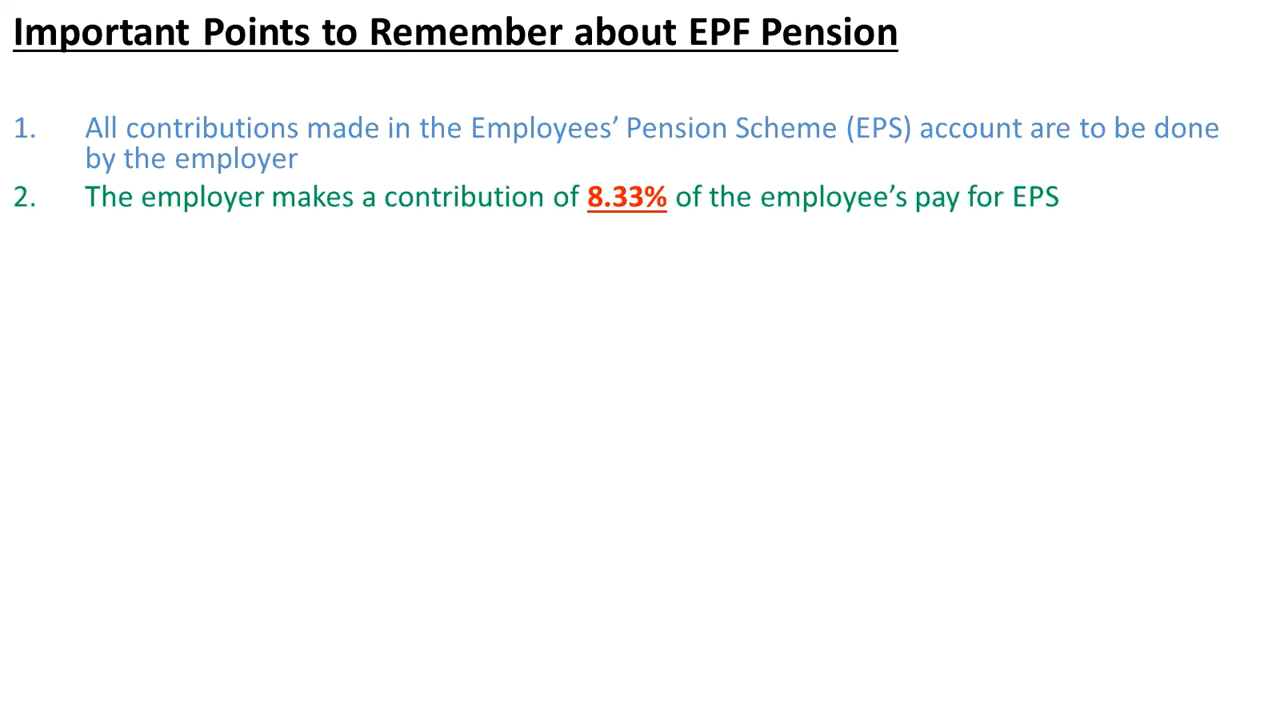 Important Points to Remember about EPF Pension
1. All contributions made in the Employees’ Pension Scheme (EPS) account are to be done
by the employer
2. The employer makes a contribution of 8.33% of the employee’s pay for EPS